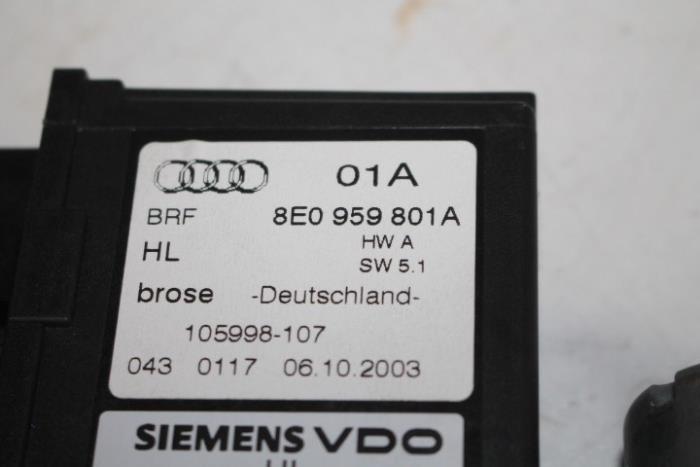 01A
BRF 8E0 959 801A
HL HW A
SW 5.1
brose -Deutschland-
105998-107
043 0117 06.10.2003
SIEMENS VDO